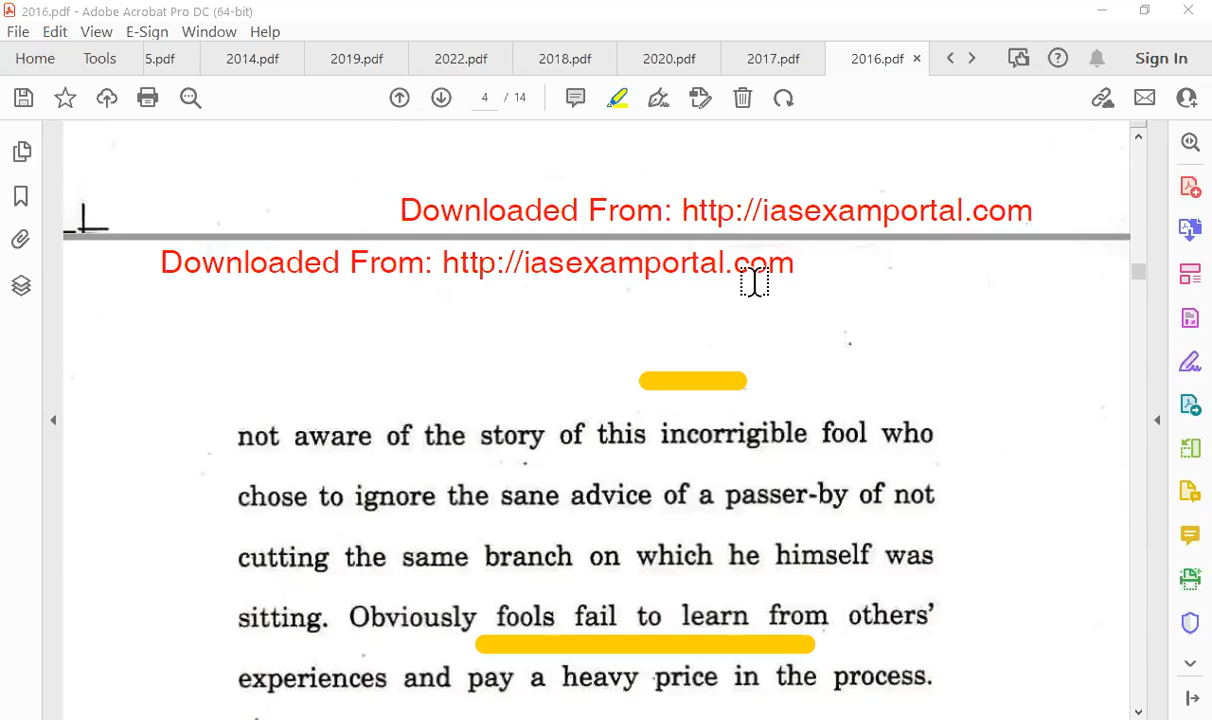 2016.pdf - Adobe Acrobat Pro DC (64-bit)
File Edit View E-Sign Window Help
Home Tools 5.pdf 2014.pdf 2019.pdf 2022.pdf 2018.pdf 2020.pdf 2017.pdf 2016.pdf × Sign In
4 / 14
Downloaded From: http://iasexamportal.com
Downloaded From: http://iasexamportal.com
not aware of the story of this incorrigible fool who
chose to ignore the sane advice of a passer-by of not
cutting the same branch on which he himself was
sitting. Obviously fools fail to learn from others’
experiences and pay a heavy price in the process.